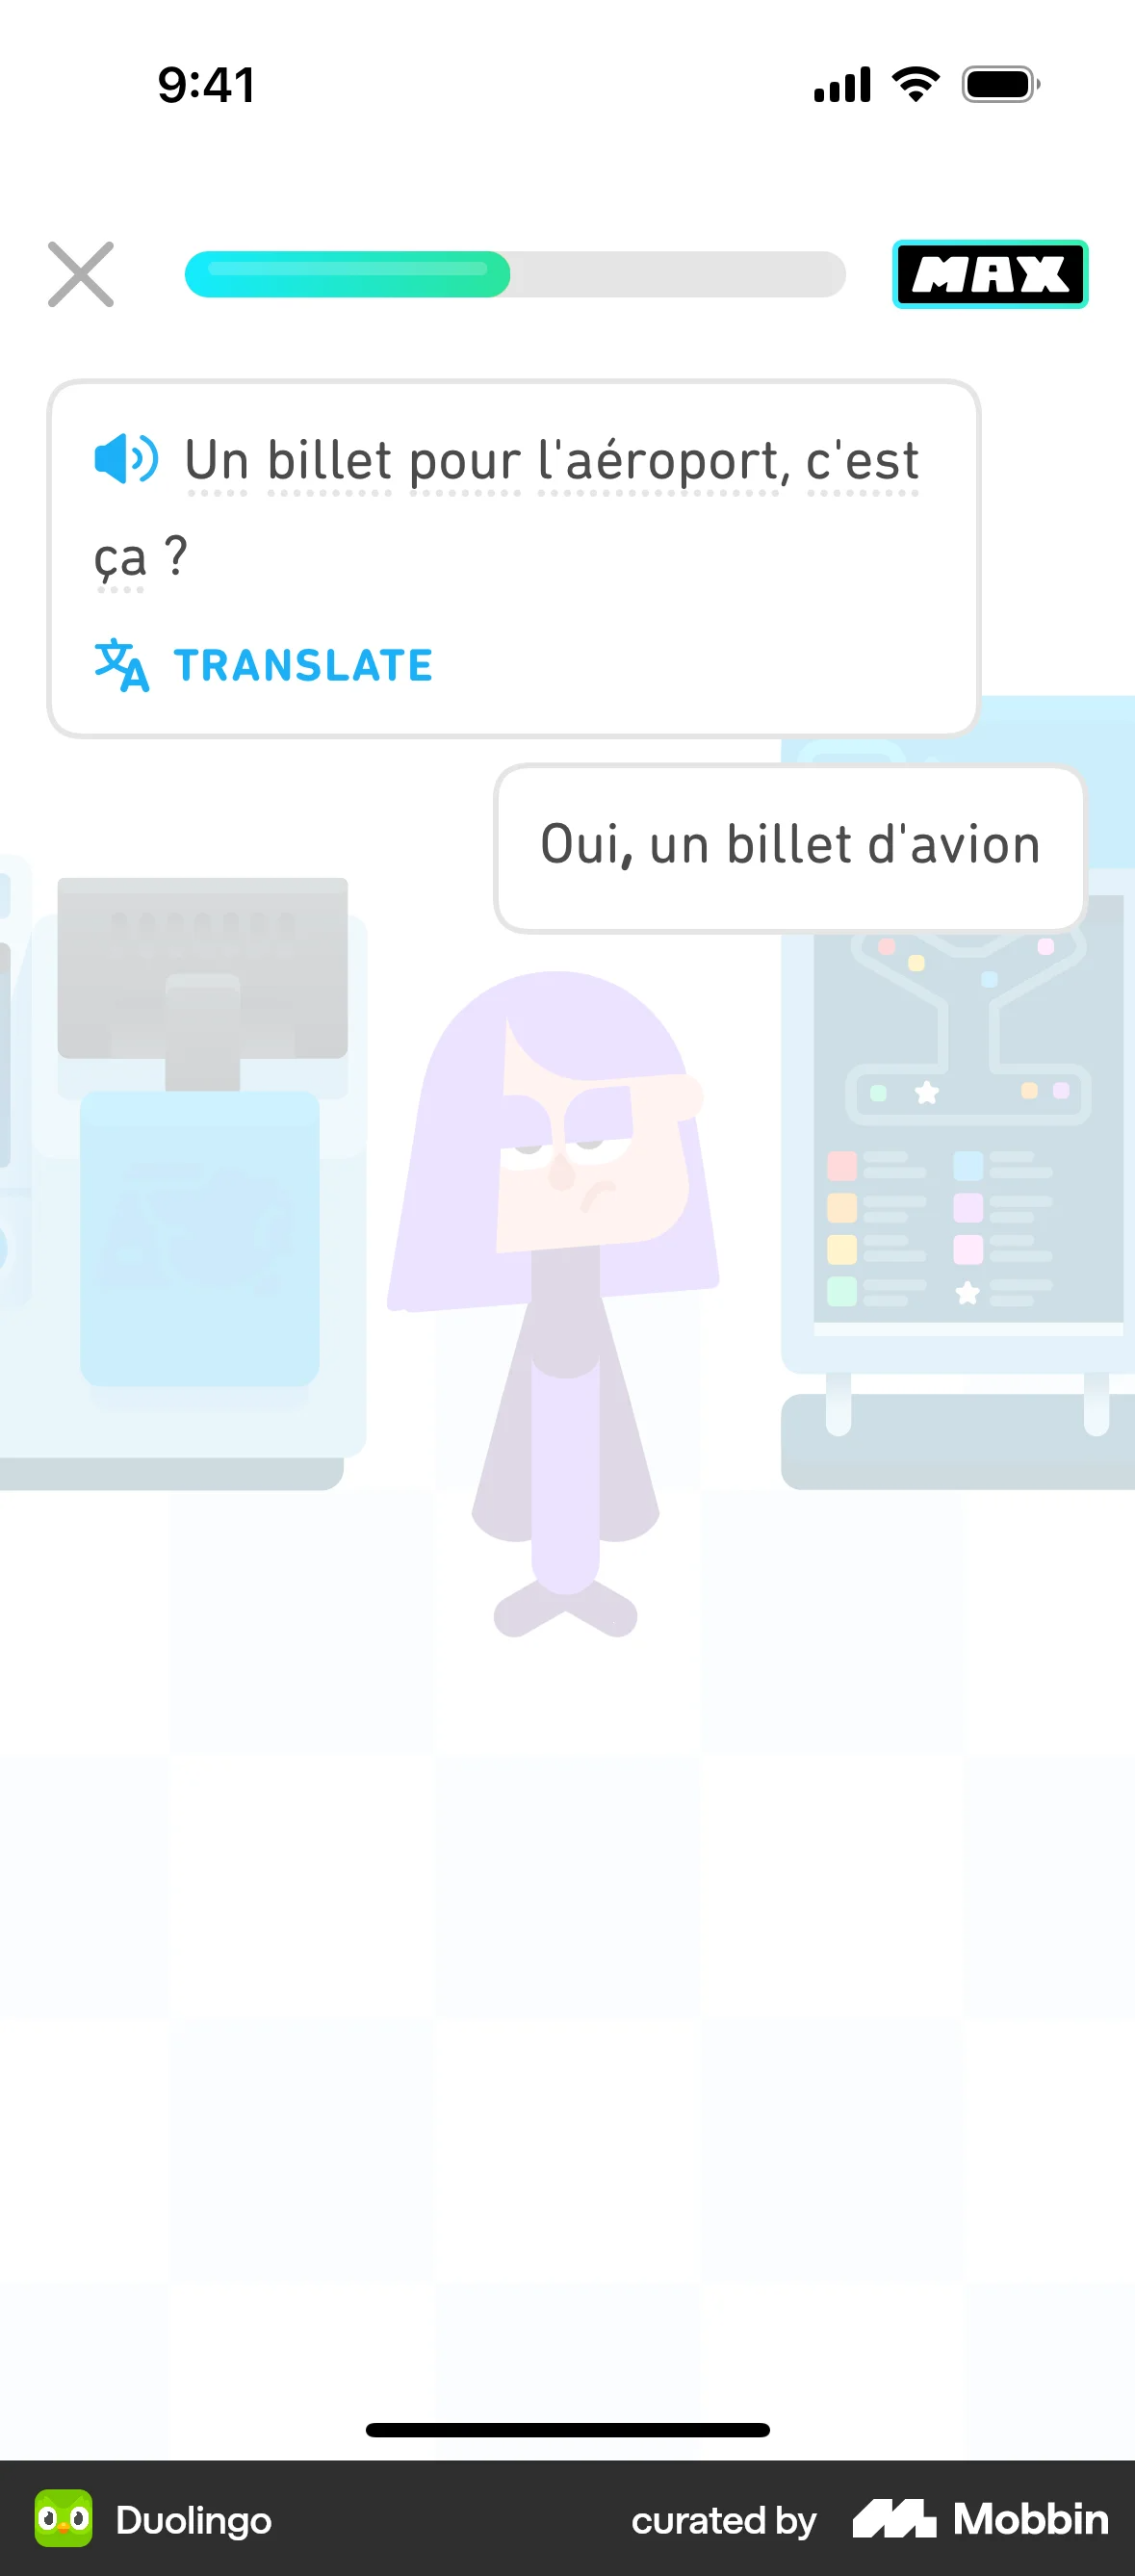 9:41
MAX
Un billet pour l'aéroport, c'est
ça ?
TRANSLATE
Oui, un billet d'avion
Duolingo
curated by Mobbin